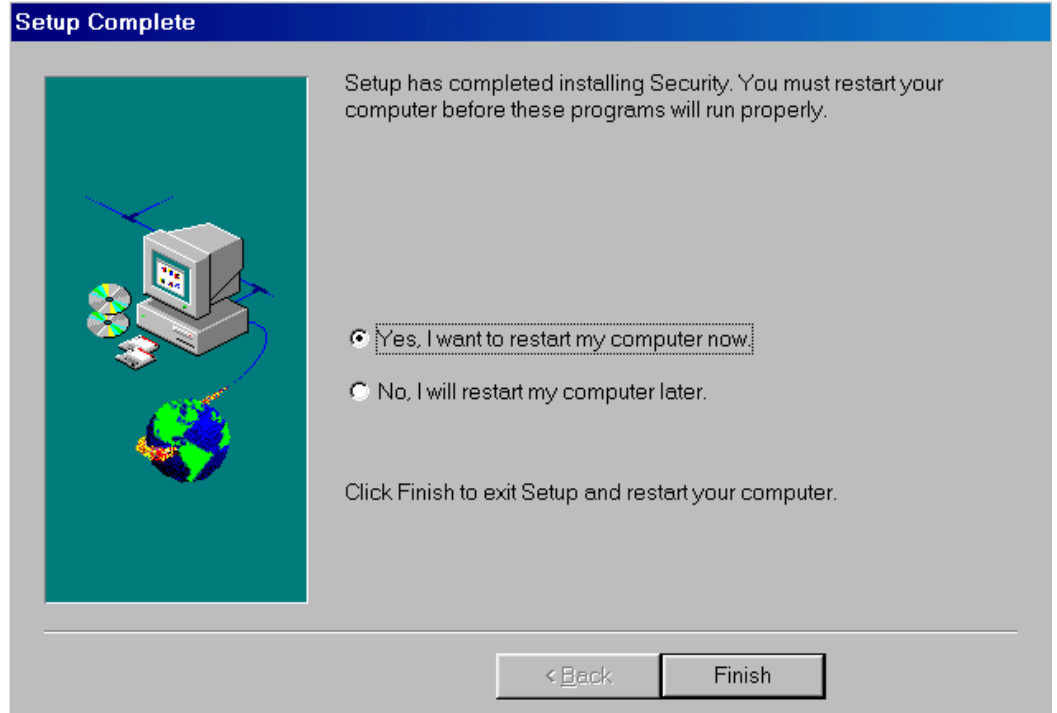 Setup Complete
Setup has completed installing Security. You must restart your
computer before these programs will run properly.
Yes, I want to restart my computer now.
No, I will restart my computer later.
Click Finish to exit Setup and restart your computer.
< Back
Finish